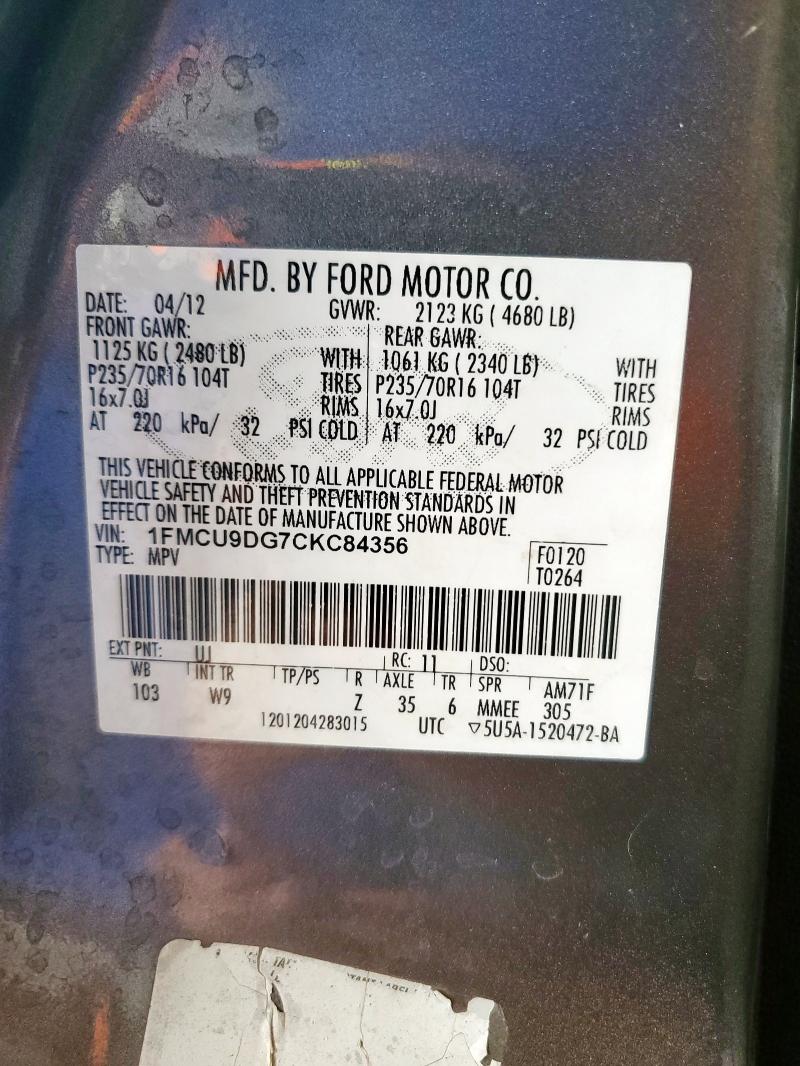 MFD. BY FORD MOTOR CO.
DATE: 04/12 GVWR: 2123 KG ( 4680 LB)
FRONT GAWR: REAR GAWR:
1125 KG ( 2480 LB) WITH 1061 KG ( 2340 LB) WITH
P235/70R16 104T TIRES P235/70R16 104T TIRES
16x7.0J RIMS 16x7.0J RIMS
AT 220 kPa/ 32 PSI COLD AT 220 kPa/ 32 PSI COLD
THIS VEHICLE CONFORMS TO ALL APPLICABLE FEDERAL MOTOR
VEHICLE SAFETY AND THEFT PREVENTION STANDARDS IN
EFFECT ON THE DATE OF MANUFACTURE SHOWN ABOVE.
VIN: 1FMCU9DG7CKC84356
TYPE: MPV F0120
T0264
EXT PNT: UJ RC: 11 DSO:
WB INT TR TP/PS R AXLE TR SPR AM71F
103 W9 Z 35 6 MMEE 305
1201204283015 UTC ▽5U5A-1520472-BA